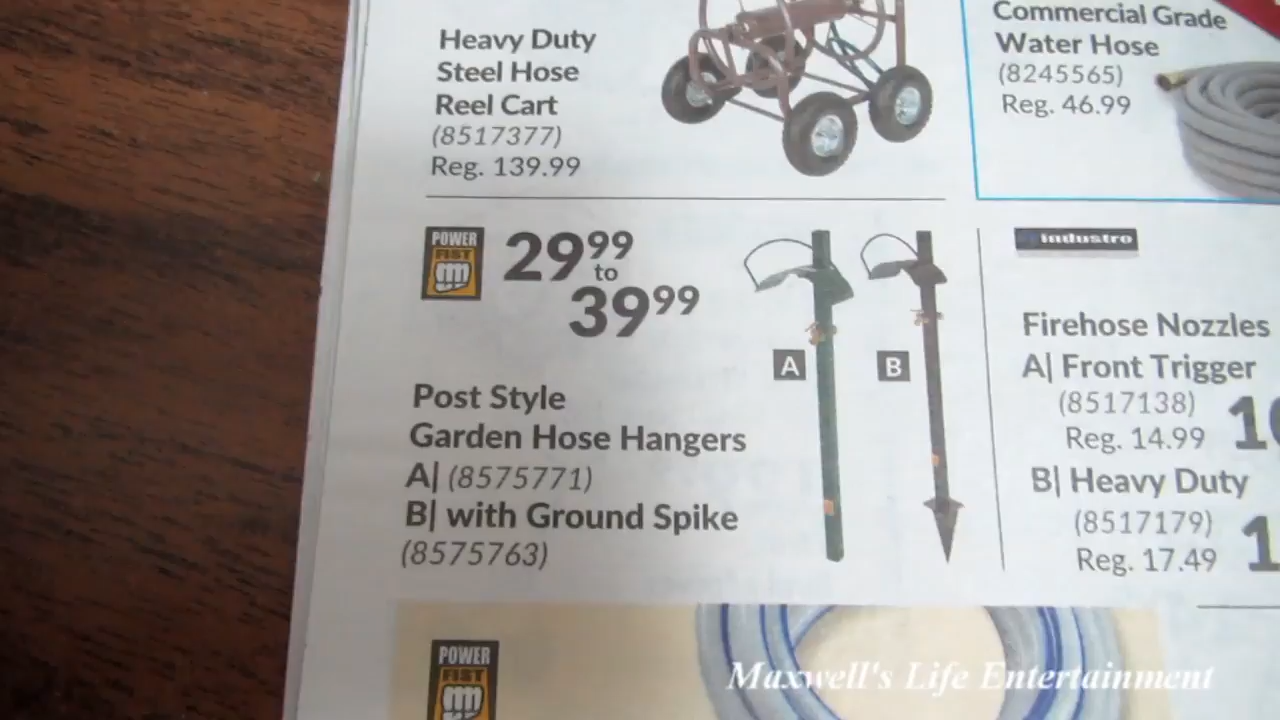 Heavy Duty
Steel Hose
Reel Cart
(8517377)
Reg. 139.99
Commercial Grade
Water Hose
(8245565)
Reg. 46.99
POWER
FIST
29 99
to
39 99
A
B
Post Style
Garden Hose Hangers
A| (8575771)
B| with Ground Spike
(8575763)
industro
Firehose Nozzles
A| Front Trigger
(8517138)
Reg. 14.99
B| Heavy Duty
(8517179)
Reg. 17.49
POWER
FIST
Maxwell's Life Entertainment